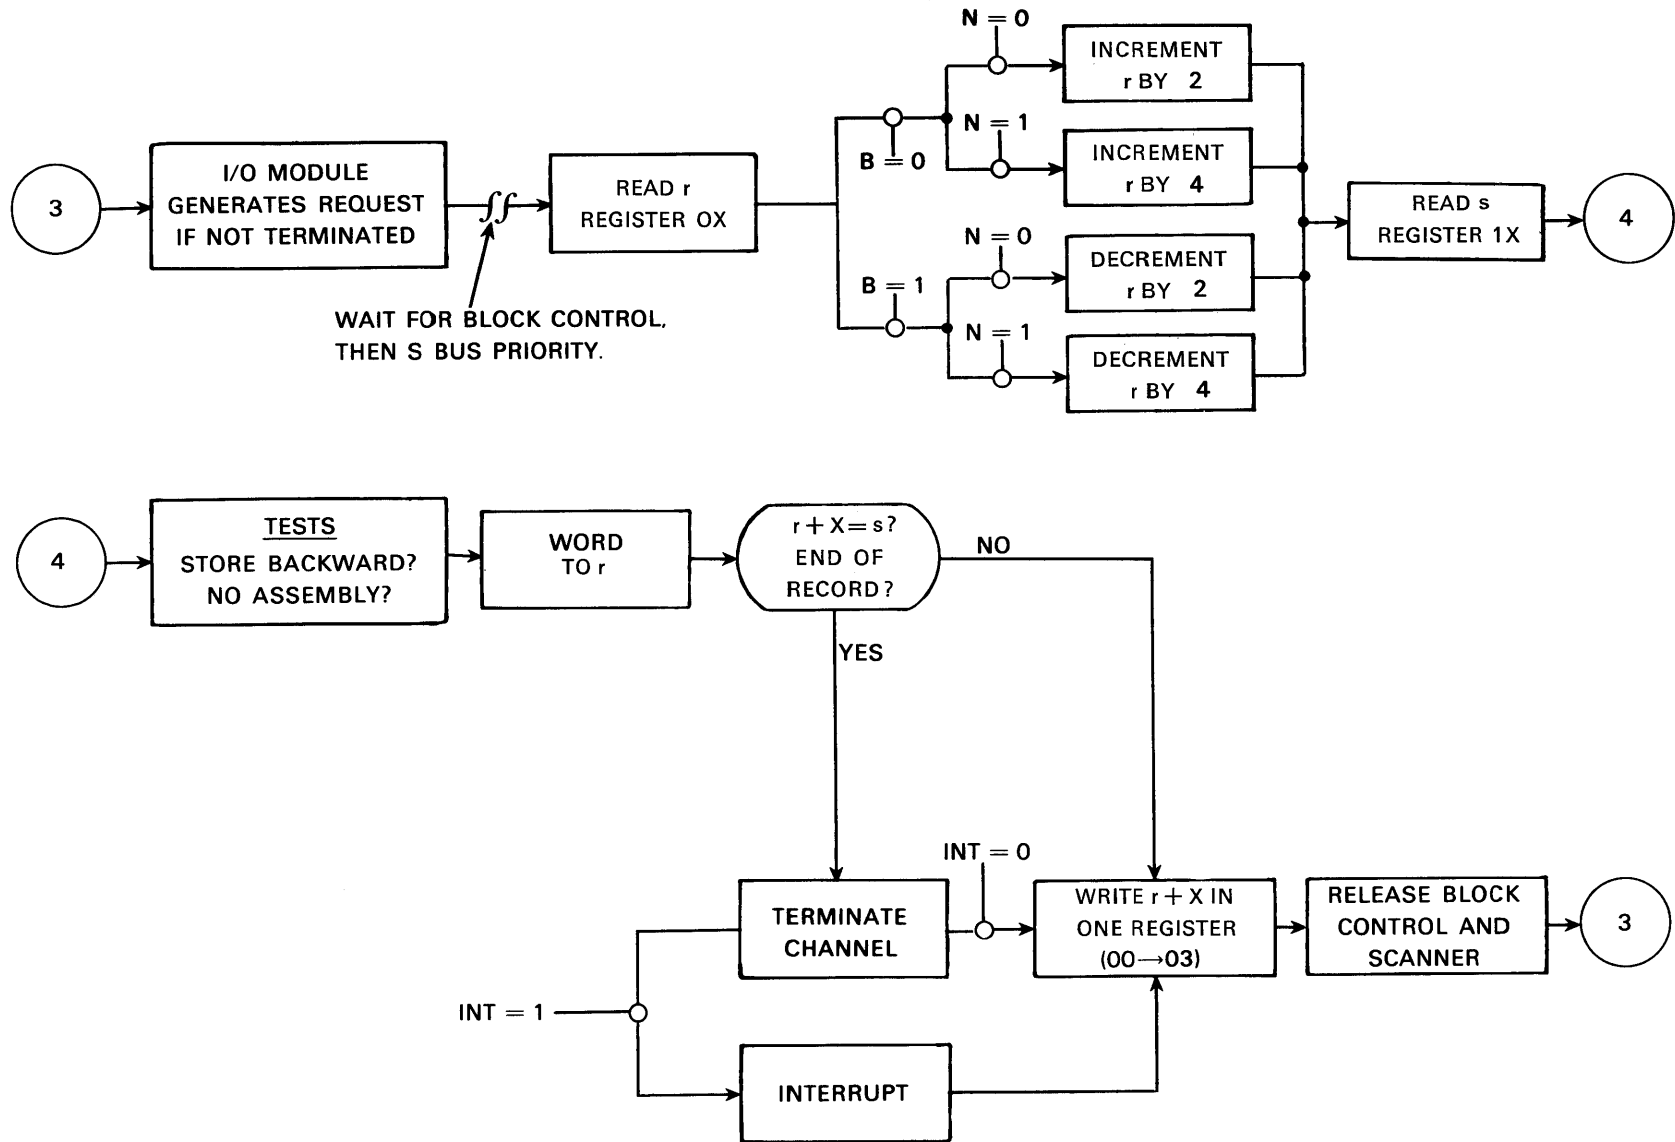 N = 0
INCREMENT
r BY 2
N = 1
B = 0
INCREMENT
r BY 4
3
I/O MODULE
GENERATES REQUEST
IF NOT TERMINATED
∫∫
READ r
REGISTER 0X
WAIT FOR BLOCK CONTROL,
THEN S BUS PRIORITY.
N = 0
B = 1
DECREMENT
r BY 2
N = 1
DECREMENT
r BY 4
READ s
REGISTER 1X
4
4
TESTS
STORE BACKWARD?
NO ASSEMBLY?
WORD
TO r
r + X = s?
END OF
RECORD?
NO
YES
TERMINATE
CHANNEL
INT = 0
WRITE r + X IN
ONE REGISTER
(00→03)
RELEASE BLOCK
CONTROL AND
SCANNER
3
INT = 1
INTERRUPT